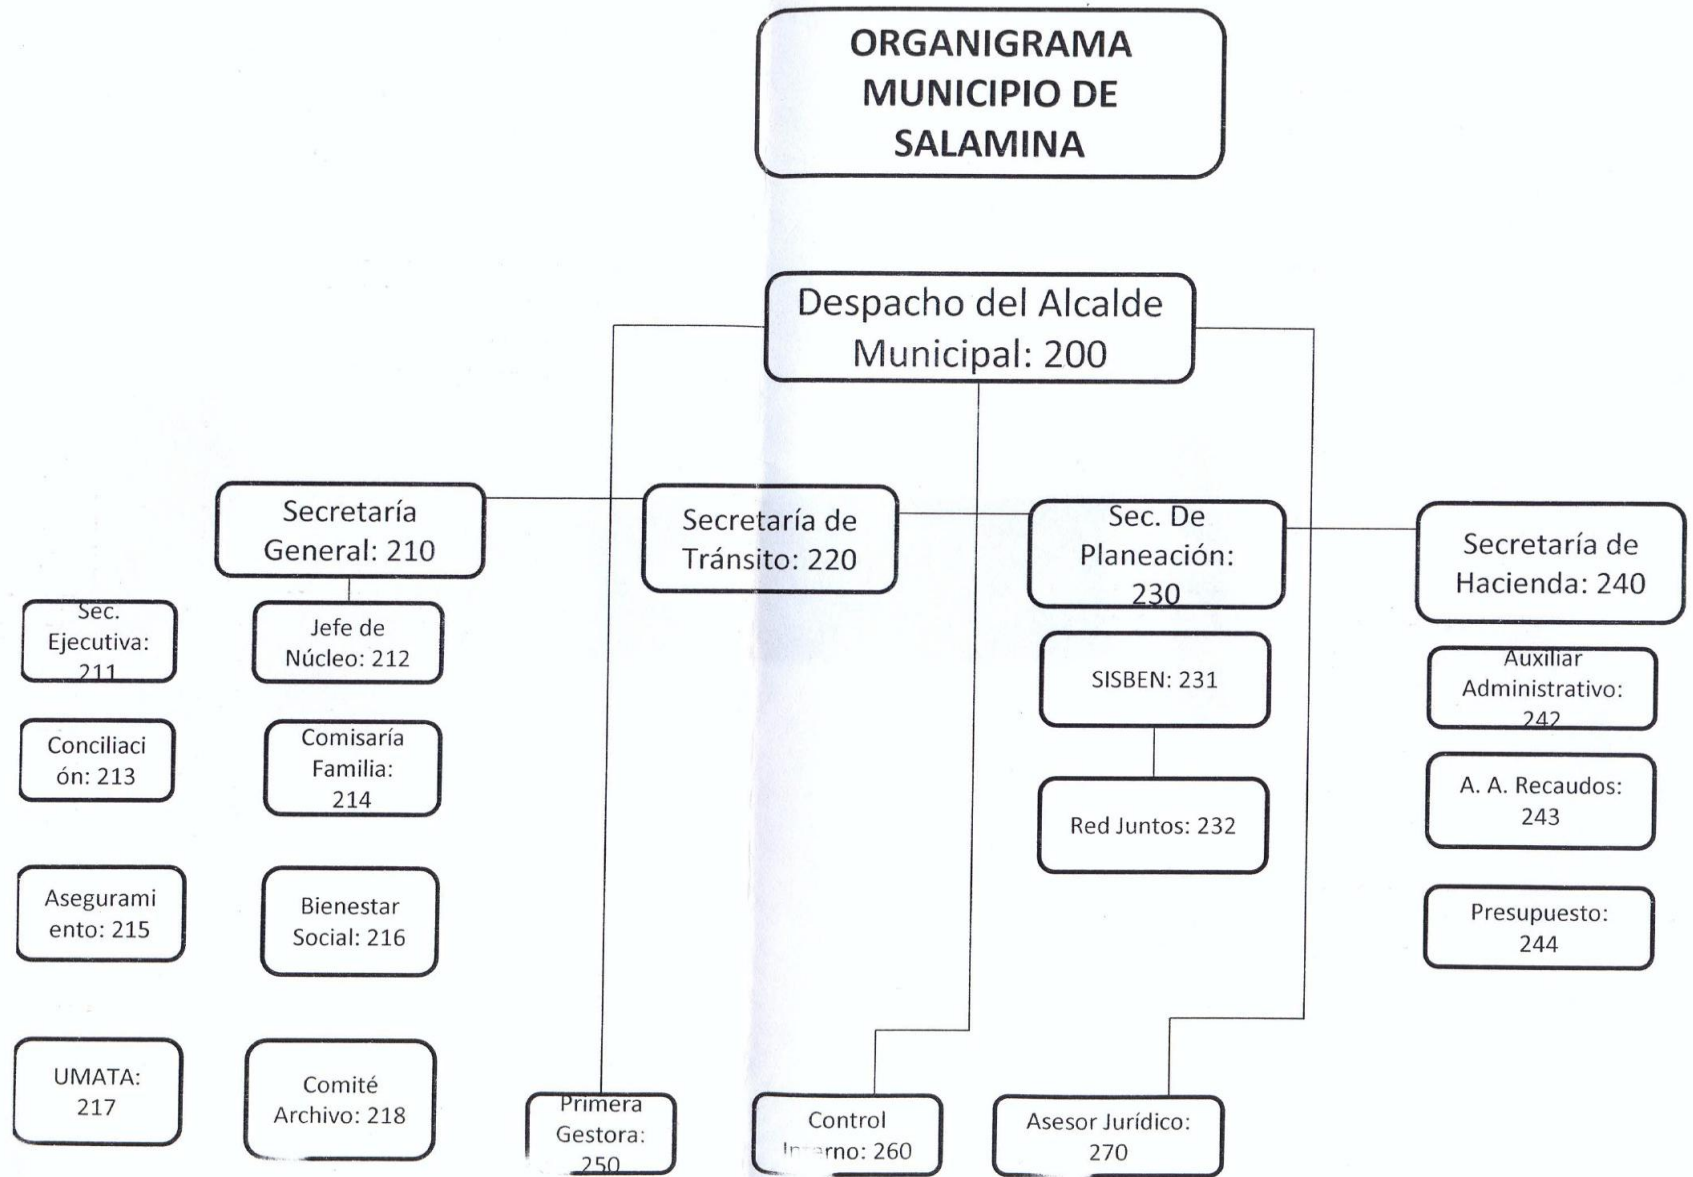 ORGANIGRAMA
MUNICIPIO DE
SALAMINA
Despacho del Alcalde
Municipal: 200
Secretaría
General: 210
Secretaría de
Tránsito: 220
Sec. De
Planeación:
230
Secretaría de
Hacienda: 240
Sec.
Ejecutiva:
211
Jefe de
Núcleo: 212
SISBEN: 231
Auxiliar
Administrativo:
242
Conciliaci
ón: 213
Comisaría
Familia:
214
Red Juntos: 232
A. A. Recaudos:
243
Asegurami
ento: 215
Bienestar
Social: 216
Presupuesto:
244
UMATA:
217
Comité
Archivo: 218
Primera
Gestora:
250
Control
Interno: 260
Asesor Jurídico:
270